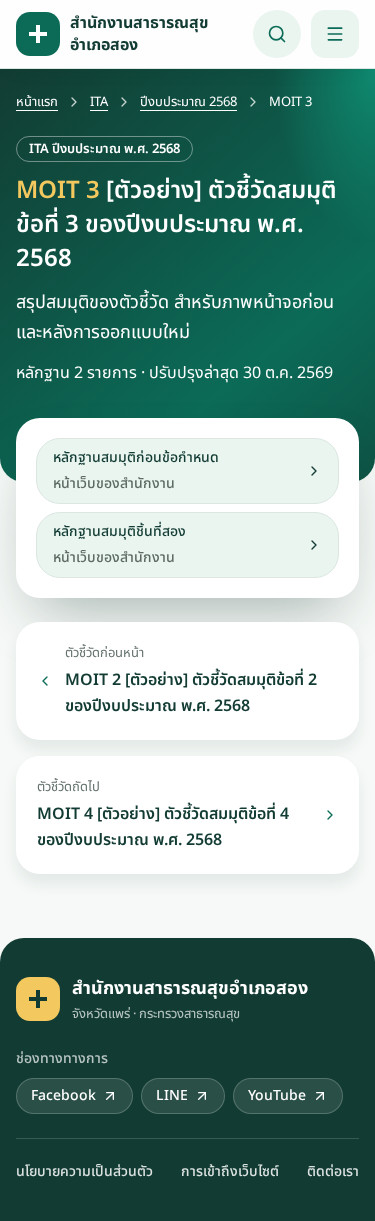 สำนักงานสาธารณสุข
อำเภอสอง
หน้าแรก
ITA
ปีงบประมาณ 2568
MOIT 3
ITA ปีงบประมาณ พ.ศ. 2568
MOIT 3 [ตัวอย่าง] ตัวชี้วัดสมมุติ
ข้อที่ 3 ของปีงบประมาณ พ.ศ.
2568
สรุปสมมุติของตัวชี้วัด สำหรับภาพหน้าจอก่อน
และหลังการออกแบบใหม่
หลักฐาน 2 รายการ · ปรับปรุงล่าสุด 30 ต.ค. 2569
หลักฐานสมมุติก่อนข้อกำหนด
หน้าเว็บของสำนักงาน
หลักฐานสมมุติชิ้นที่สอง
หน้าเว็บของสำนักงาน
ตัวชี้วัดก่อนหน้า
MOIT 2 [ตัวอย่าง] ตัวชี้วัดสมมุติข้อที่ 2
ของปีงบประมาณ พ.ศ. 2568
ตัวชี้วัดถัดไป
MOIT 4 [ตัวอย่าง] ตัวชี้วัดสมมุติข้อที่ 4
ของปีงบประมาณ พ.ศ. 2568
สำนักงานสาธารณสุขอำเภอสอง
จังหวัดแพร่ · กระทรวงสาธารณสุข
ช่องทางทางการ
Facebook
LINE
YouTube
นโยบายความเป็นส่วนตัว
การเข้าถึงเว็บไซต์
ติดต่อเรา